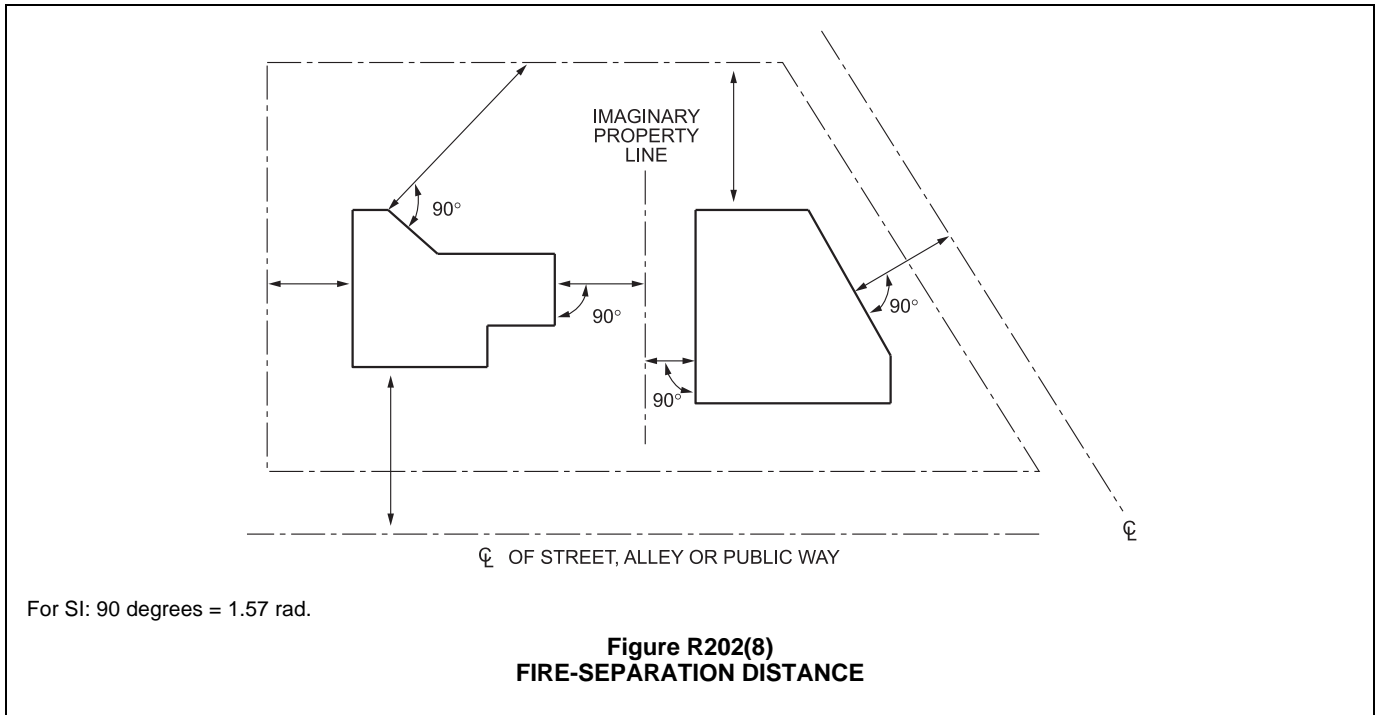 IMAGINARY
PROPERTY
LINE
90°
90°
90°
90°
℄
℄ OF STREET, ALLEY OR PUBLIC WAY
For SI: 90 degrees = 1.57 rad.
Figure R202(8)
FIRE-SEPARATION DISTANCE